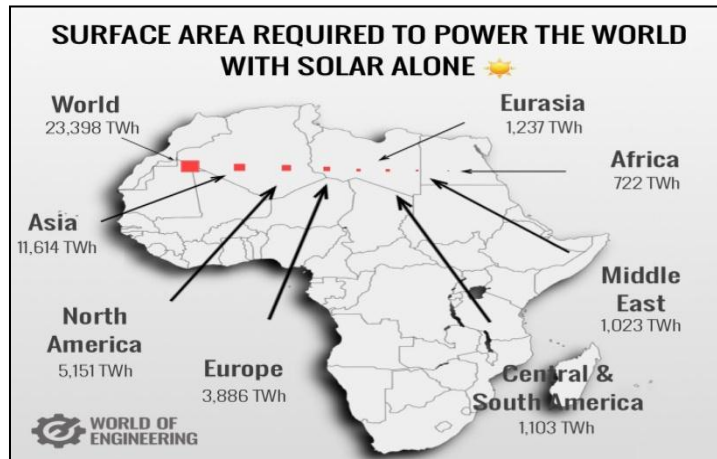 SURFACE AREA REQUIRED TO POWER THE WORLD
WITH SOLAR ALONE
World
23,398 TWh
Eurasia
1,237 TWh
Africa
722 TWh
Asia
11,614 TWh
North
America
5,151 TWh
Europe
3,886 TWh
Middle
East
1,023 TWh
Central &
South America
1,103 TWh
WORLD OF
ENGINEERING